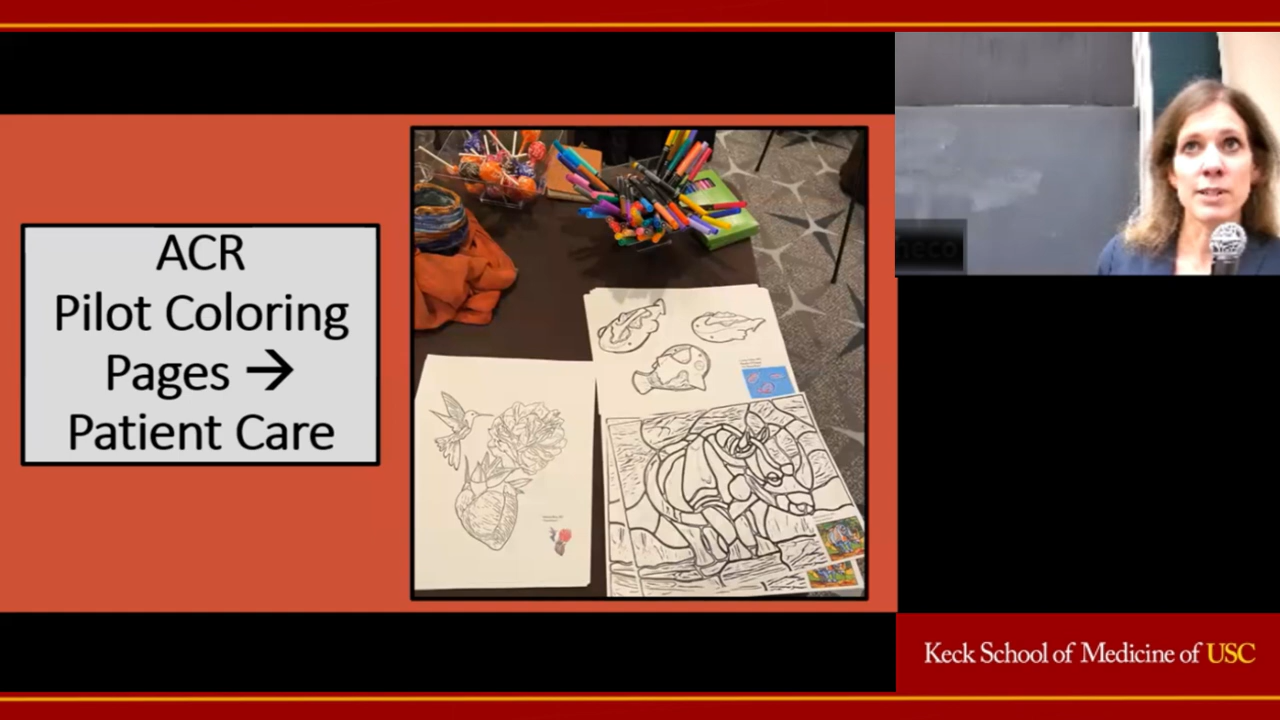 ACR
Pilot Coloring
Pages →
Patient Care
Keck School of Medicine of USC